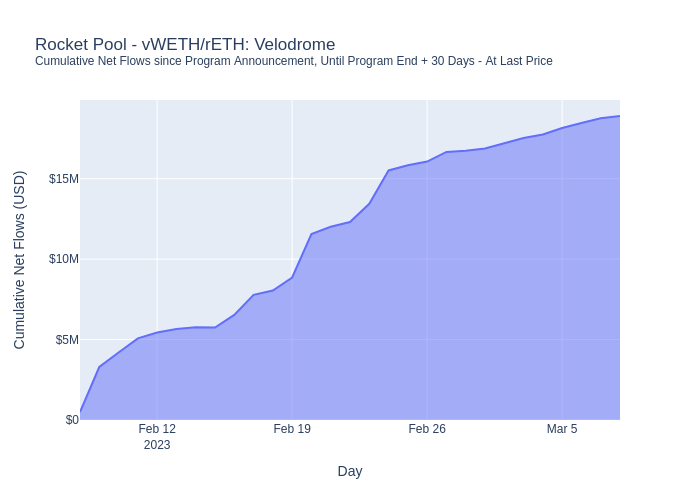 Rocket Pool - vWETH/rETH: Velodrome
Cumulative Net Flows since Program Announcement, Until Program End + 30 Days - At Last Price
Cumulative Net Flows (USD)
$15M
$10M
$5M
$0
Feb 12
2023
Feb 19
Feb 26
Mar 5
Day